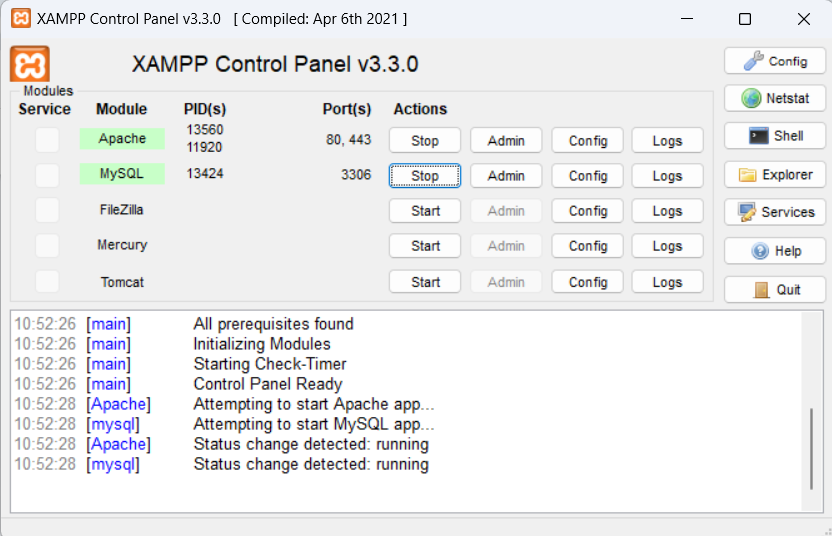 XAMPP Control Panel v3.3.0 [ Compiled: Apr 6th 2021 ]
XAMPP Control Panel v3.3.0
Config
Modules
Service Module PID(s) Port(s) Actions
Netstat
Apache 13560 11920 80, 443 Stop Admin Config Logs
Shell
MySQL 13424 3306 Stop Admin Config Logs
Explorer
FileZilla Start Admin Config Logs
Services
Mercury Start Admin Config Logs
Help
Tomcat Start Admin Config Logs
Quit
10:52:26 [main] All prerequisites found
10:52:26 [main] Initializing Modules
10:52:26 [main] Starting Check-Timer
10:52:26 [main] Control Panel Ready
10:52:28 [Apache] Attempting to start Apache app...
10:52:28 [mysql] Attempting to start MySQL app...
10:52:28 [Apache] Status change detected: running
10:52:28 [mysql] Status change detected: running